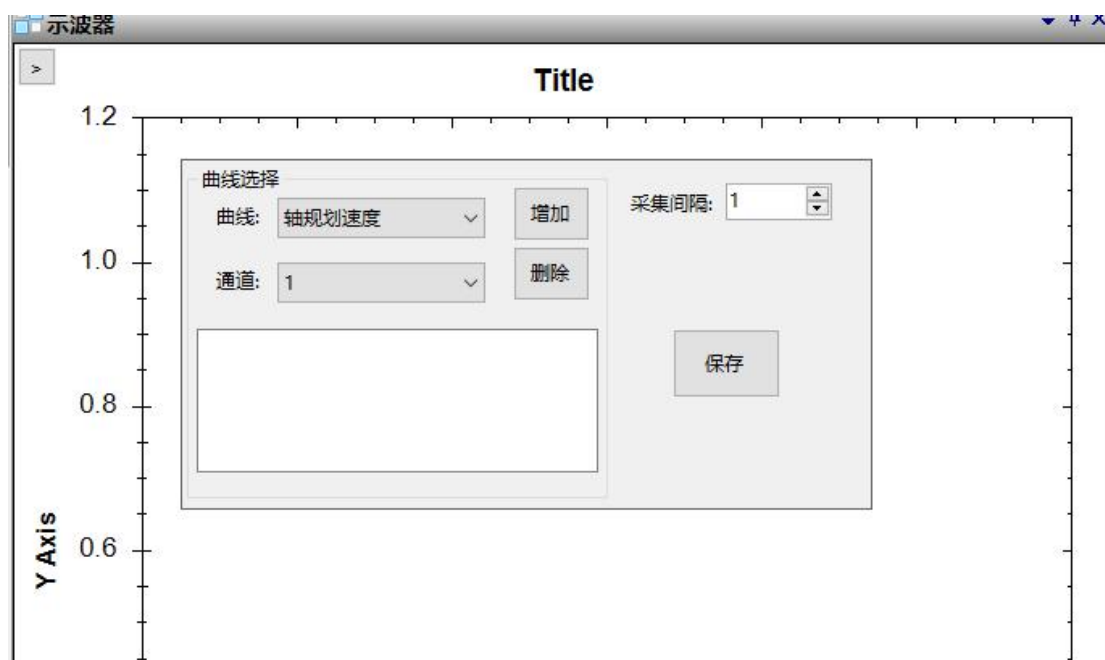 示波器
>
Title
1.2
曲线选择
曲线: 轴规划速度
增加
采集间隔: 1
1.0
通道: 1
删除
保存
0.8
0.6
Y Axis